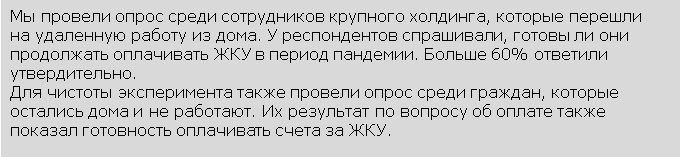 Мы провели опрос среди сотрудников крупного холдинга, которые перешли
на удаленную работу из дома. У респондентов спрашивали, готовы ли они
продолжать оплачивать ЖКУ в период пандемии. Больше 60% ответили
утвердительно.
Для чистоты эксперимента также провели опрос среди граждан, которые
остались дома и не работают. Их результат по вопросу об оплате также
показал готовность оплачивать счета за ЖКУ.